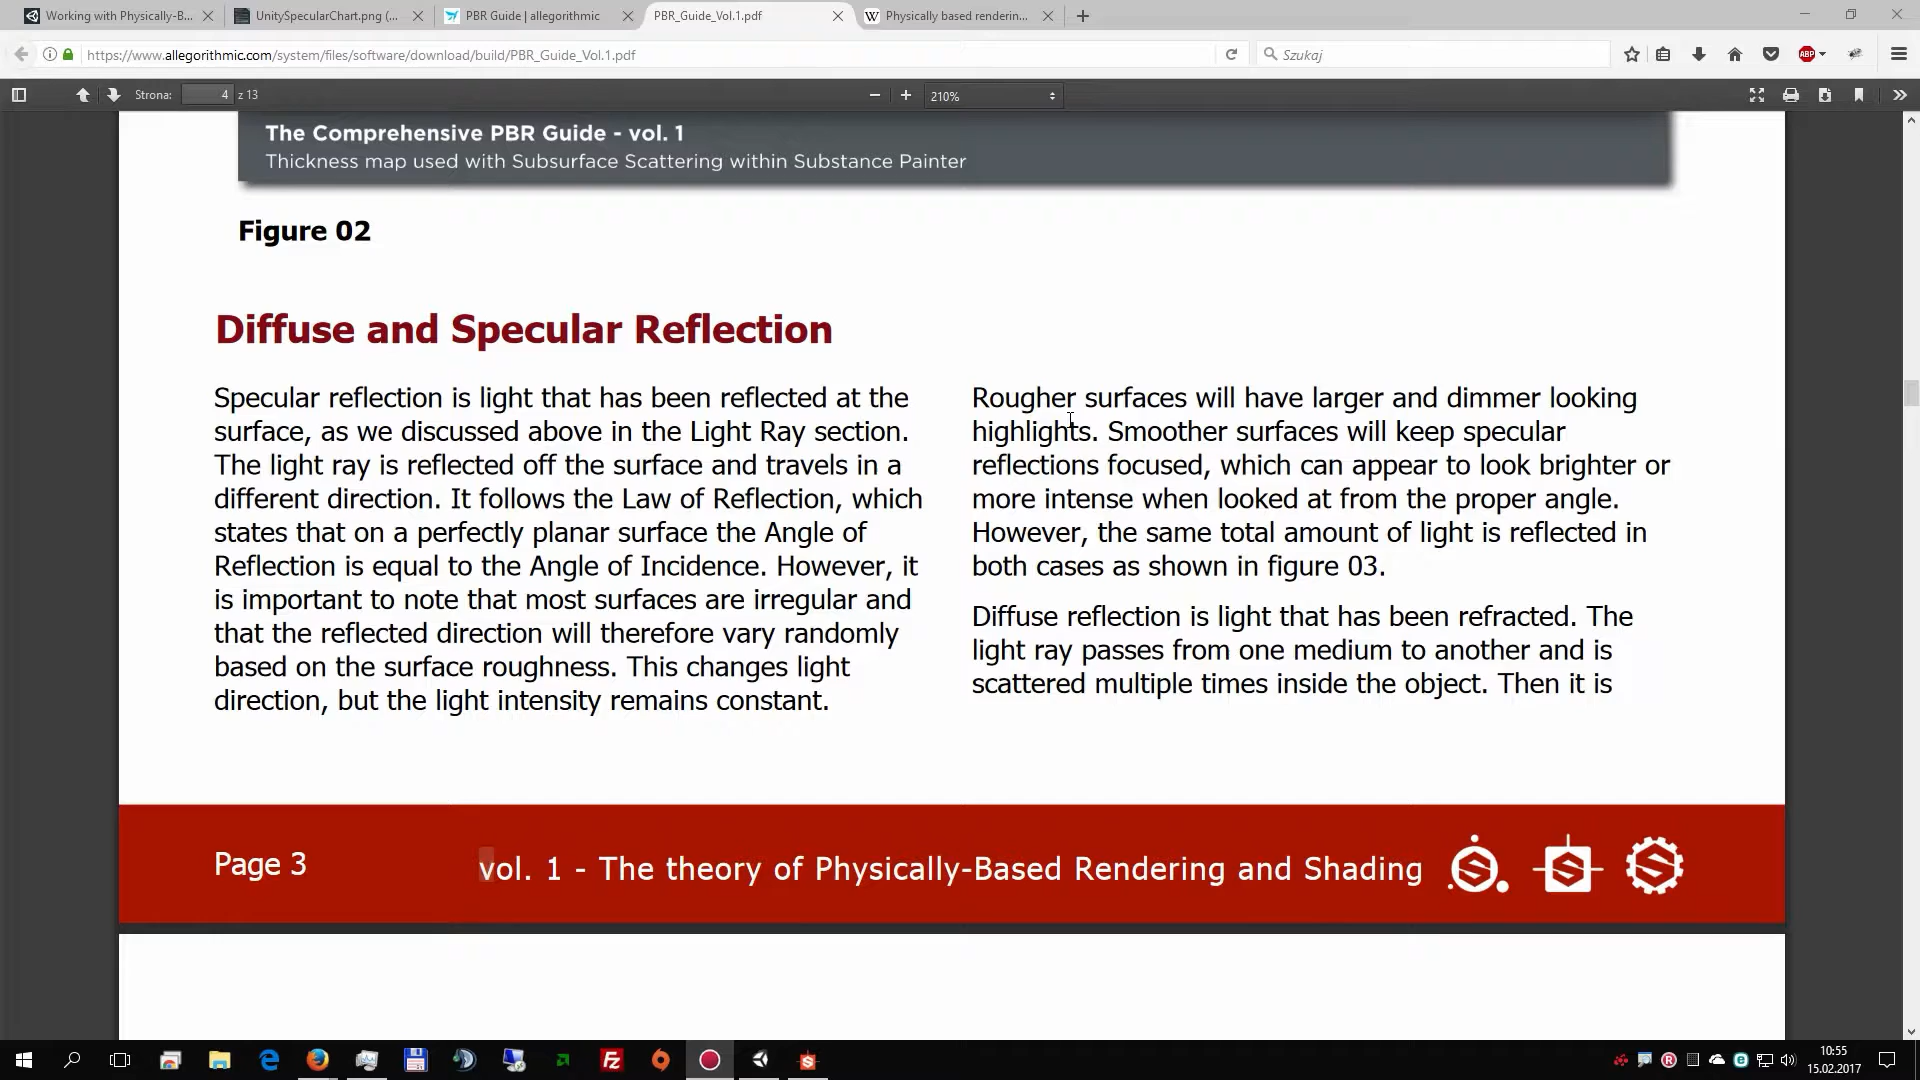 Working with Physically-B...
UnitySpecularChart.png (...
PBR Guide | allegorithmic
PBR_Guide_Vol.1.pdf
Physically based renderin...
https://www.allegorithmic.com/system/files/software/download/build/PBR_Guide_Vol.1.pdf
Szukaj
ABP
Strona:
4
z 13
210%
The Comprehensive PBR Guide - vol. 1
Thickness map used with Subsurface Scattering within Substance Painter
Figure 02
Diffuse and Specular Reflection
Specular reflection is light that has been reflected at the
surface, as we discussed above in the Light Ray section.
The light ray is reflected off the surface and travels in a
different direction. It follows the Law of Reflection, which
states that on a perfectly planar surface the Angle of
Reflection is equal to the Angle of Incidence. However, it
is important to note that most surfaces are irregular and
that the reflected direction will therefore vary randomly
based on the surface roughness. This changes light
direction, but the light intensity remains constant.
Rougher surfaces will have larger and dimmer looking
highlights. Smoother surfaces will keep specular
reflections focused, which can appear to look brighter or
more intense when looked at from the proper angle.
However, the same total amount of light is reflected in
both cases as shown in figure 03.
Diffuse reflection is light that has been refracted. The
light ray passes from one medium to another and is
scattered multiple times inside the object. Then it is
Page 3
vol. 1 - The theory of Physically-Based Rendering and Shading
10:55
15.02.2017